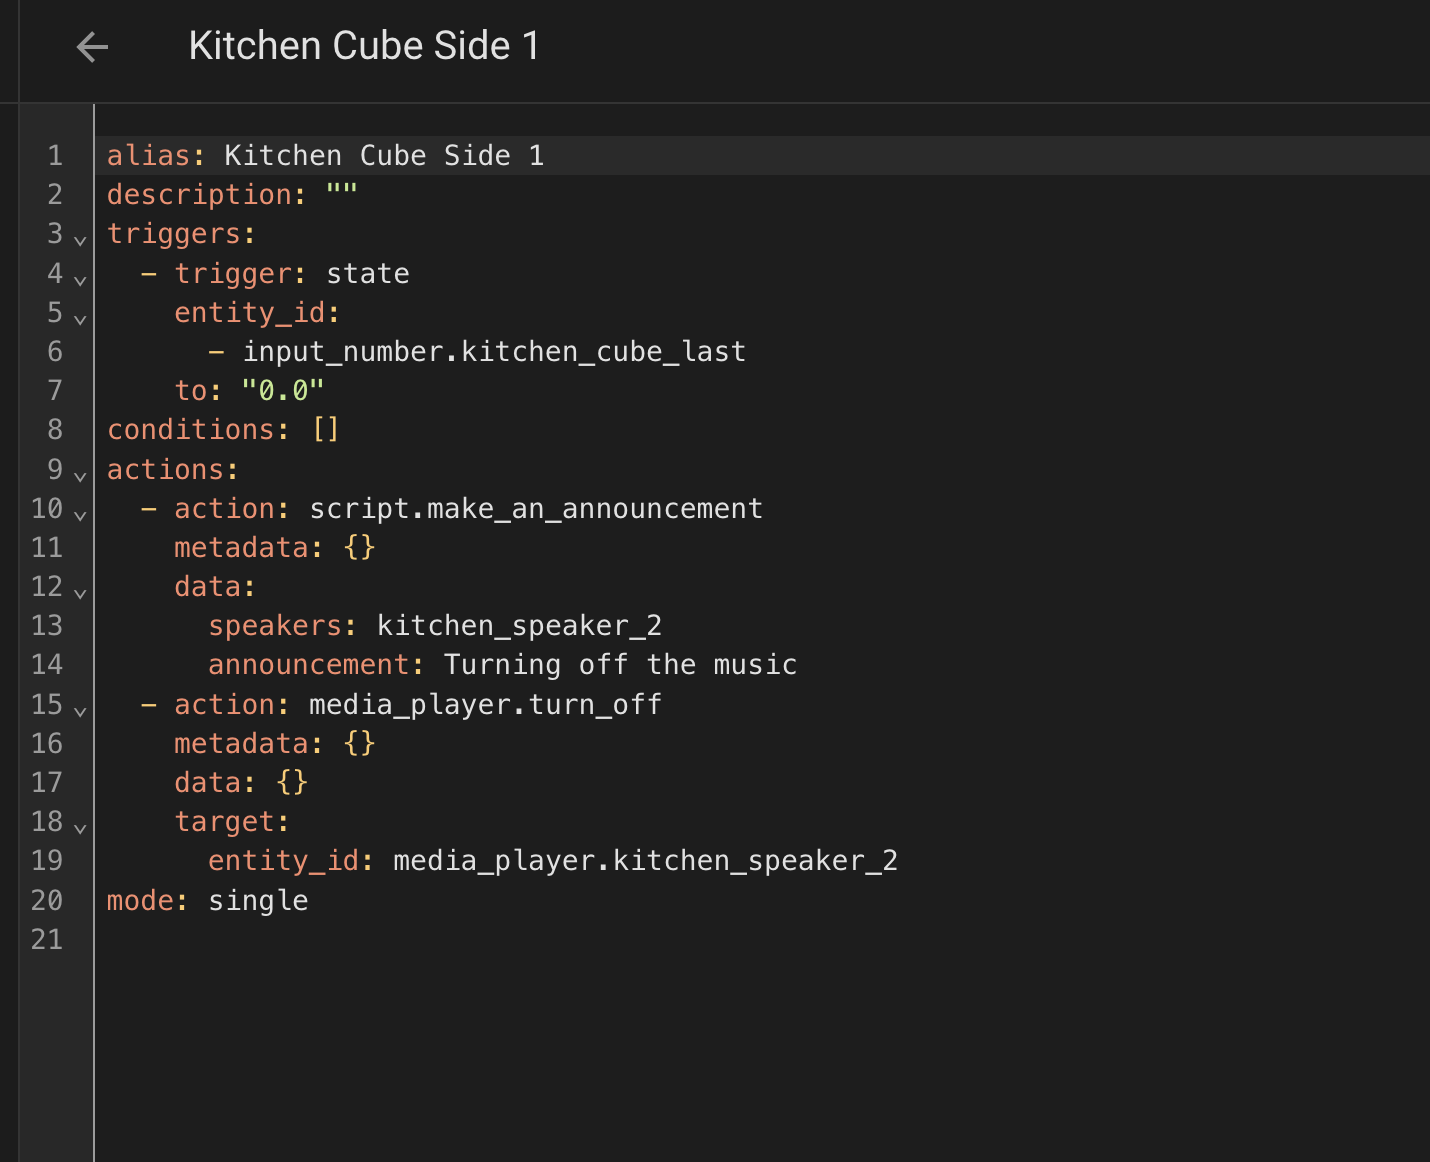 Kitchen Cube Side 1
1 alias: Kitchen Cube Side 1
2 description: ""
3 triggers:
4   - trigger: state
5     entity_id:
6       - input_number.kitchen_cube_last
7     to: "0.0"
8 conditions: []
9 actions:
10   - action: script.make_an_announcement
11     metadata: {}
12     data:
13       speakers: kitchen_speaker_2
14       announcement: Turning off the music
15   - action: media_player.turn_off
16     metadata: {}
17     data: {}
18     target:
19       entity_id: media_player.kitchen_speaker_2
20 mode: single
21